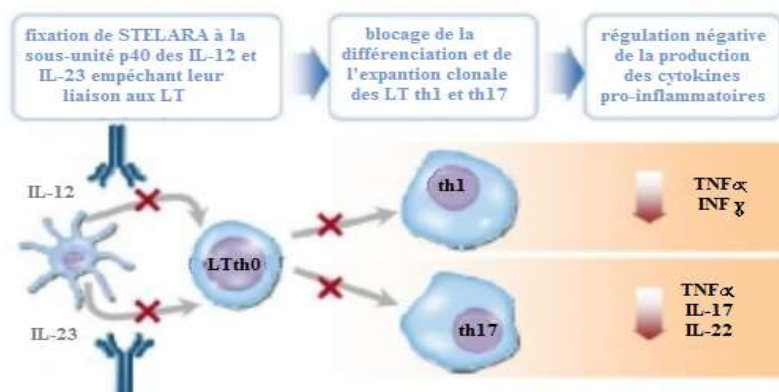 fixation de STELARA à la
sous-unité p40 des IL-12 et
IL-23 empéchant leur
liaison aux LT
blocage de la
différenciation et de
l'expantion clonale
des LT th1 et th17
régulation négative
de la production
des cytokines
pro-inflammatoires
IL-12
LTth0
IL-23
th1
TNFα
INF ɣ
th17
TNFα
IL-17
IL-22